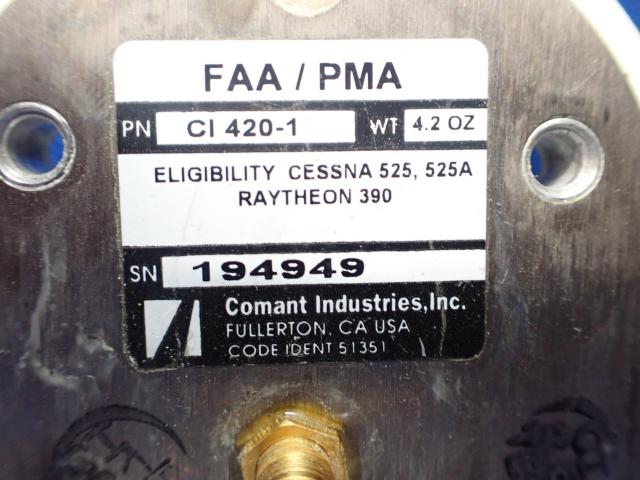 FAA / PMA
PN CI 420-1 WT 4.2 OZ
ELIGIBILITY CESSNA 525, 525A
RAYTHEON 390
SN 194949
Comant Industries,Inc.
FULLERTON, CA USA
CODE IDENT 51351